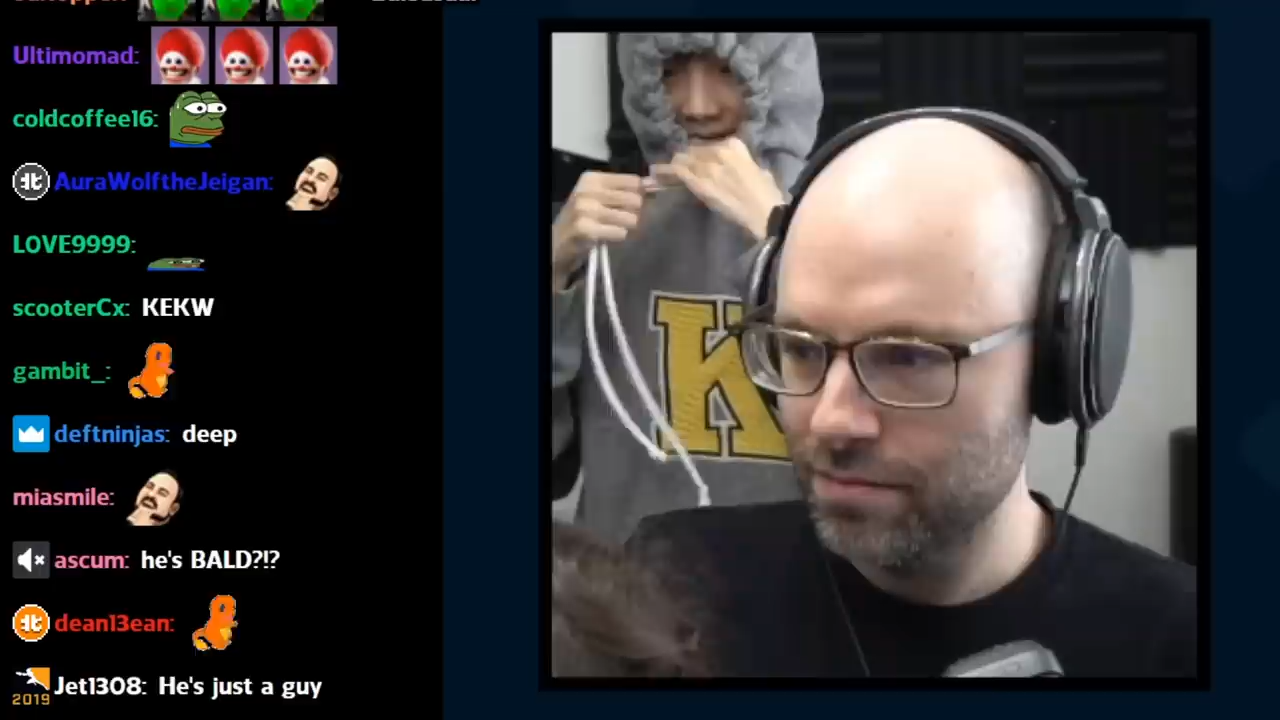 Ultimomad:
coldcoffee16:
AuraWolftheJeigan:
LOVE9999:
scooterCx: KEKW
gambit_:
deftninjas: deep
miasmile:
ascum: he's BALD?!?
dean13ean:
2019 Jet1308: He's just a guy
K